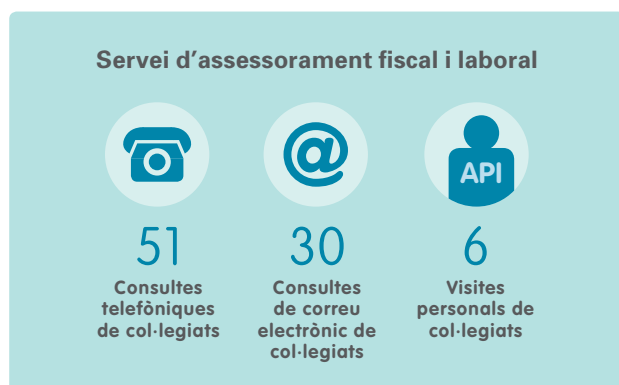 Servei d’assessorament fiscal i laboral
@
API
51
Consultes
telefòniques
de col·legiats
30
Consultes
de correu
electrònic de
col·legiats
6
Visites
personals de
col·legiats